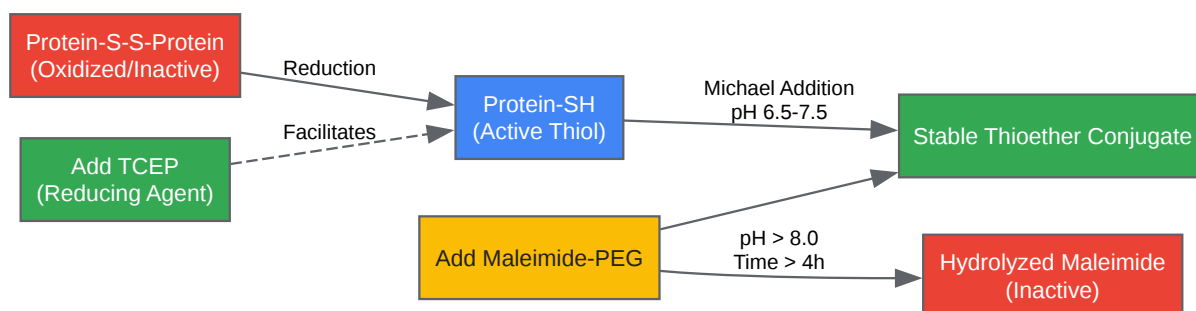 Protein-S-S-Protein
(Oxidized/Inactive)
Reduction
Add TCEP
(Reducing Agent)
Facilitates
Protein-SH
(Active Thiol)
Michael Addition
pH 6.5-7.5
Stable Thioether Conjugate
Add Maleimide-PEG
pH > 8.0
Time > 4h
Hydrolyzed Maleimide
(Inactive)